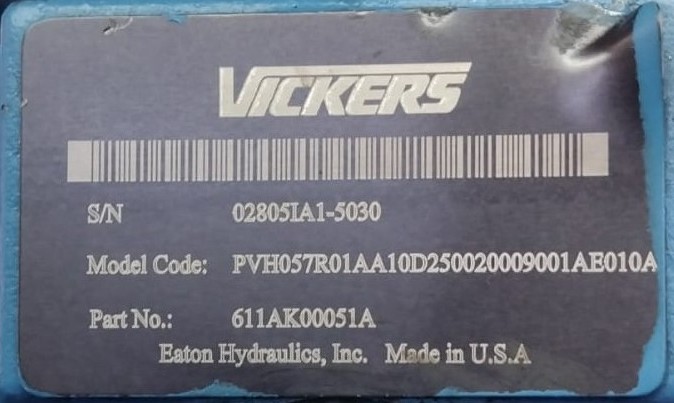 VICKERS
S/N 02805IA1-5030
Model Code: PVH057R01AA10D250020009001AE010A
Part No.: 611AK00051A
Eaton Hydraulics, Inc. Made in U.S.A